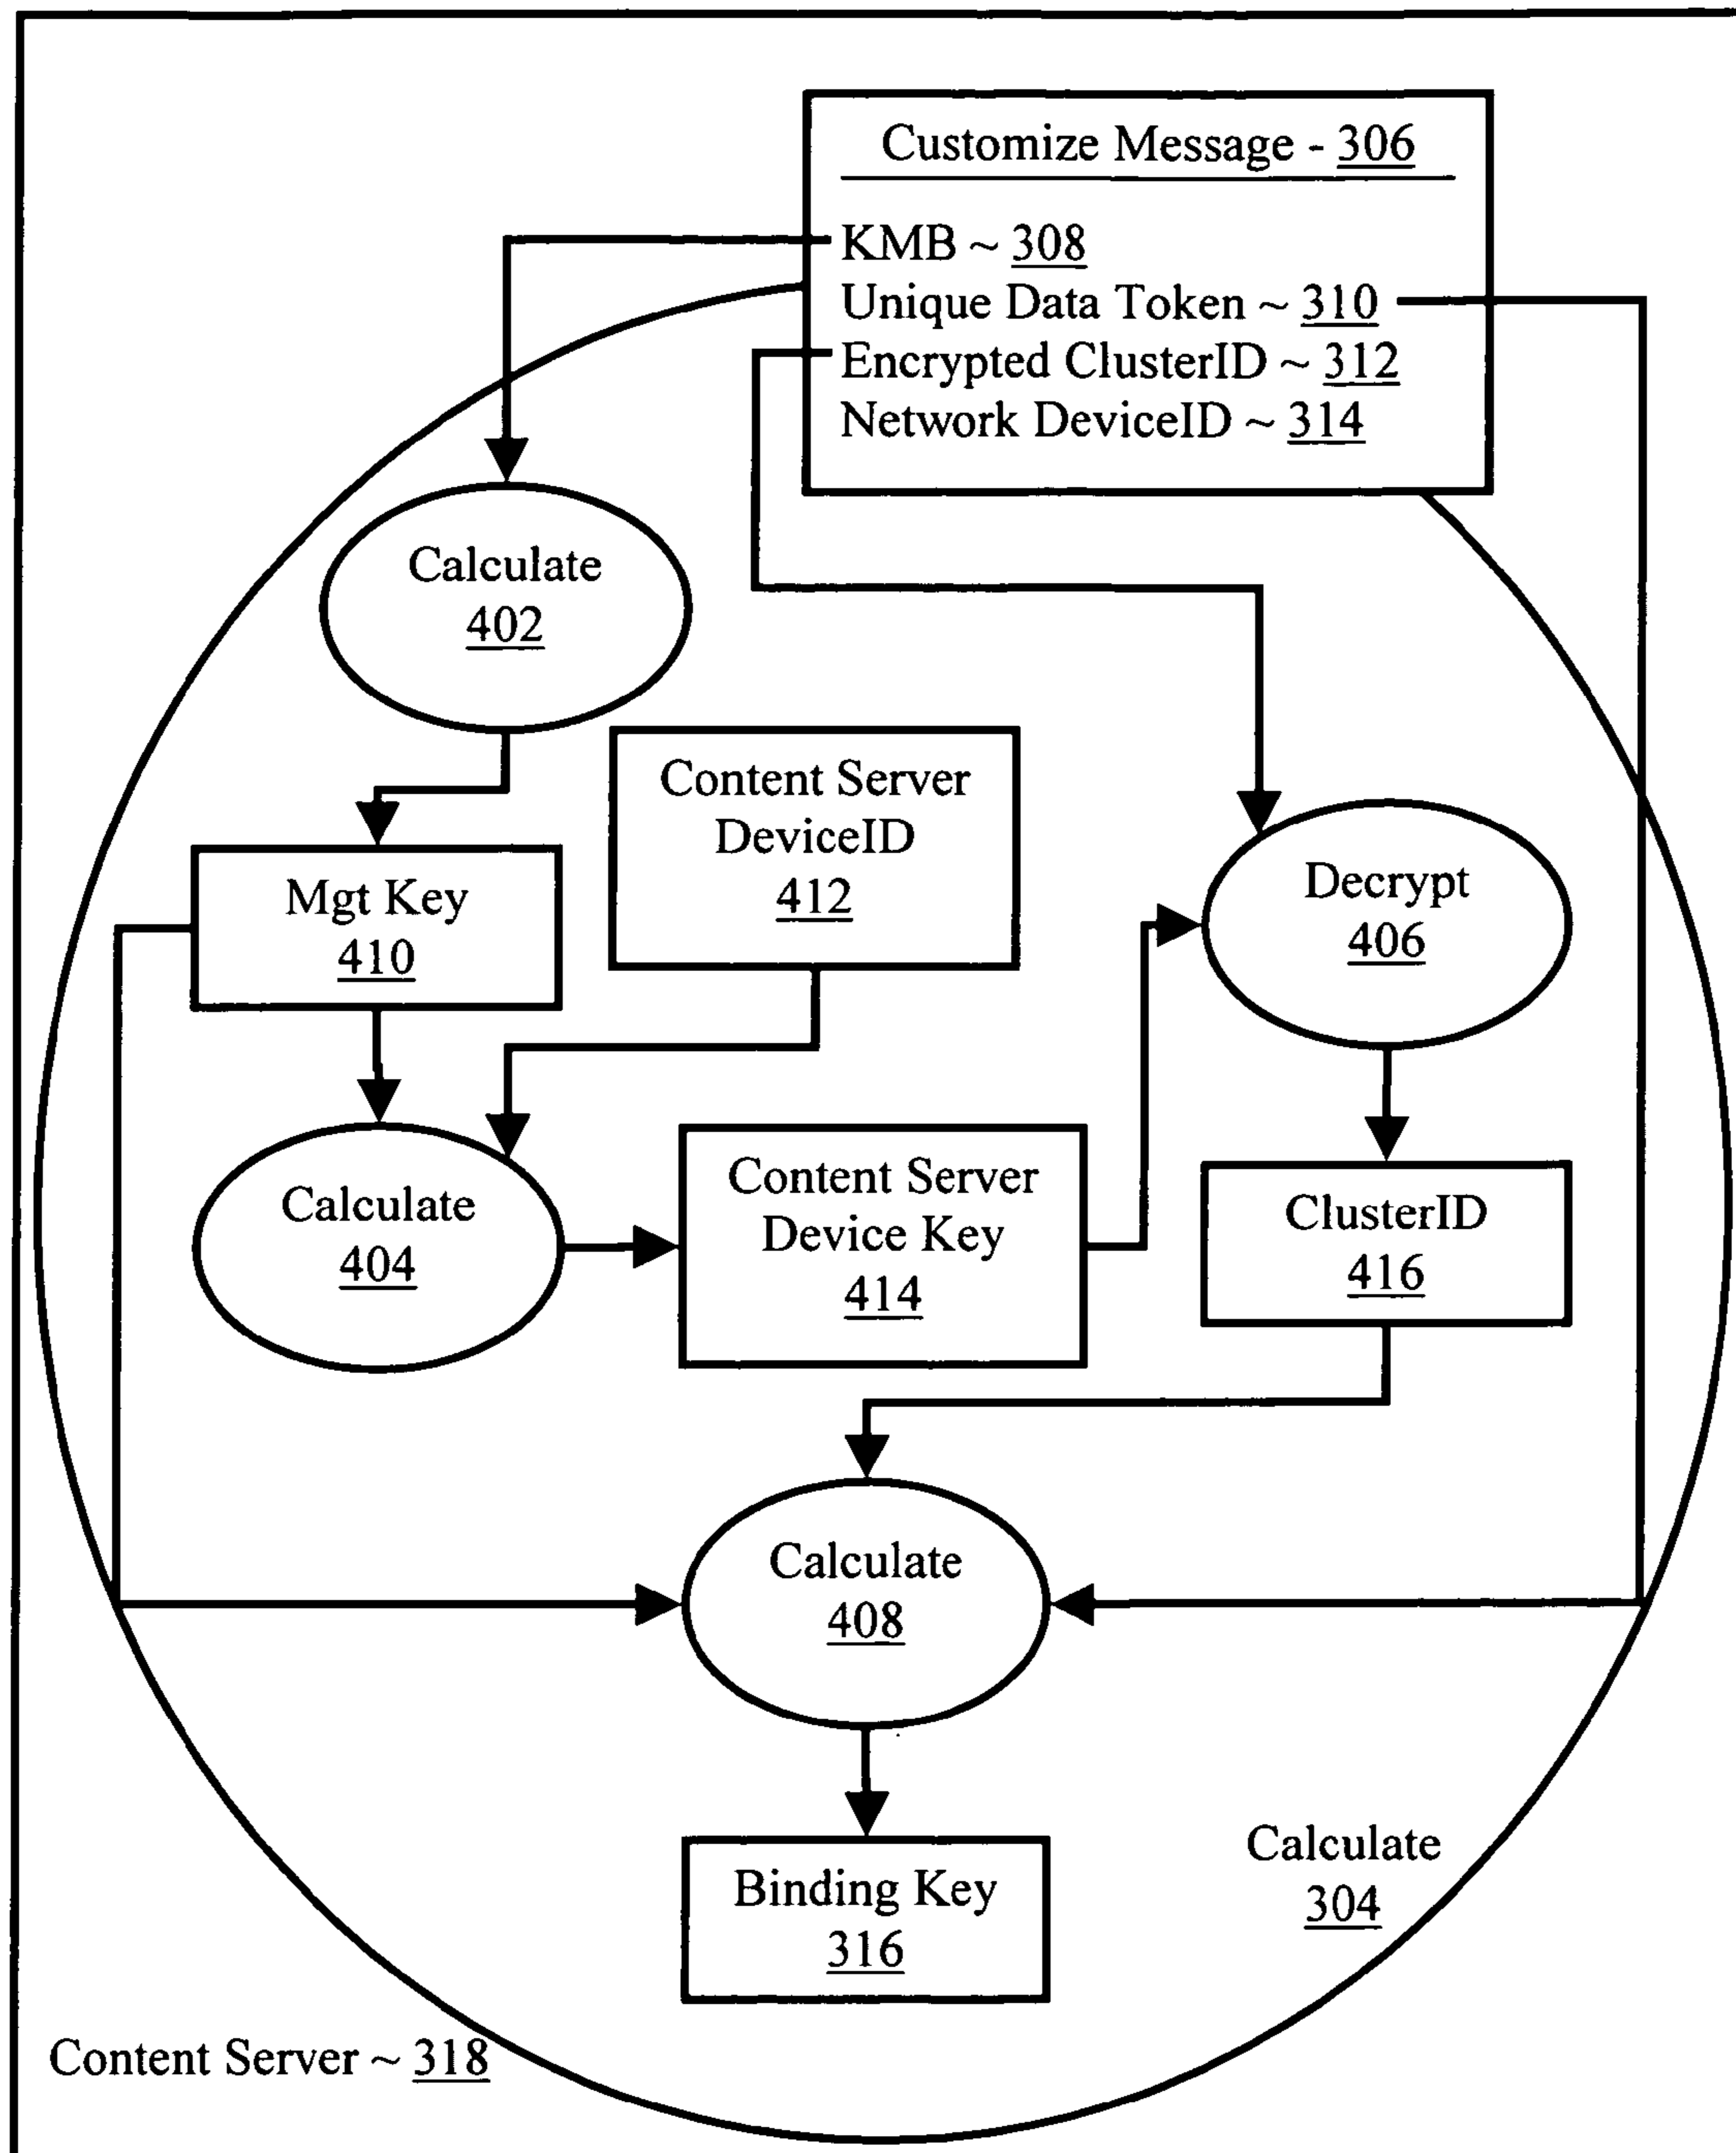 Customize Message - 306
KMB ~ 308
Unique Data Token ~ 310
Encrypted ClusterID ~ 312
Network DeviceID ~ 314
Calculate
402
Content Server
DeviceID
412
Mgt Key
410
Decrypt
406
Calculate
404
Content Server
Device Key
414
ClusterID
416
Calculate
408
Binding Key
316
Calculate
304
Content Server ~ 318